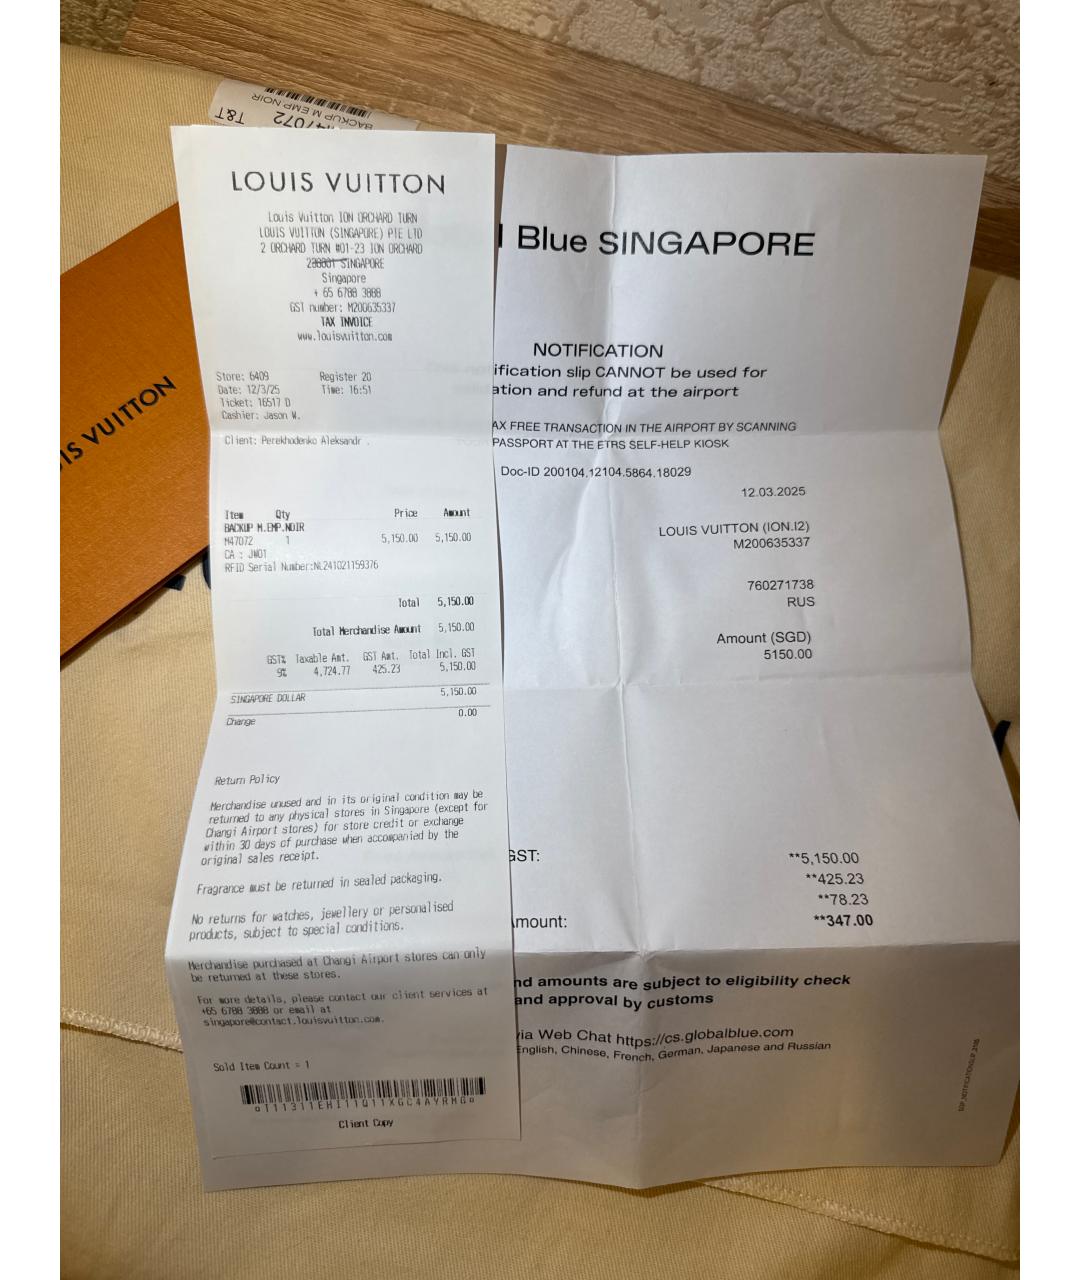 T&T
M47072
BACKUP M EMP NOIR
LOUIS VUITTON
Louis Vuitton ION ORCHARD TURN
LOUIS VUITTON (SINGAPORE) PIE LTD
2 ORCHARD TURN #01-23 ION ORCHARD
SINGAPORE
Singapore
+ 65 6788 3888
GST number: M200635337
TAX INVOICE
www.louisvuitton.com
Store: 6409 Register 20
Date: 12/3/25 Time: 16:51
Ticket: 16517 D
Cashier: Jason W.
Client: Perekhodenko Aleksandr .
Item Qty Price Amount
BACKUP M.EMP.NOIR
M47072 1 5,150.00 5,150.00
CA : JW01
RFID Serial Number:NL241021159376
Total 5,150.00
Total Merchandise Amount 5,150.00
GST% Taxable Amt. GST Amt. Total Incl. GST
9% 4,724.77 425.23 5,150.00
SINGAPORE DOLLAR 5,150.00
Change 0.00
Return Policy
Merchandise unused and in its original condition may be
returned to any physical stores in Singapore (except for
Changi Airport stores) for store credit or exchange
within 30 days of purchase when accompanied by the
original sales receipt.
Fragrance must be returned in sealed packaging.
No returns for watches, jewellery or personalised
products, subject to special conditions.
Merchandise purchased at Changi Airport stores can only
be returned at these stores.
For more details, please contact our client services at
+65 6788 3888 or email at
singapore@contact.louisvuitton.com.
Sold Item Count = 1
Client Copy
IS VUITTON
l Blue SINGAPORE
NOTIFICATION
ification slip CANNOT be used for
ation and refund at the airport
AX FREE TRANSACTION IN THE AIRPORT BY SCANNING
PASSPORT AT THE ETRS SELF-HELP KIOSK
Doc-ID 200104.12104.5864.18029
12.03.2025
LOUIS VUITTON (ION.I2)
M200635337
760271738
RUS
Amount (SGD)
5150.00
GST: **5,150.00
**425.23
**78.23
mount: **347.00
nd amounts are subject to eligibility check
and approval by customs
via Web Chat https://cs.globalblue.com
English, Chinese, French, German, Japanese and Russian